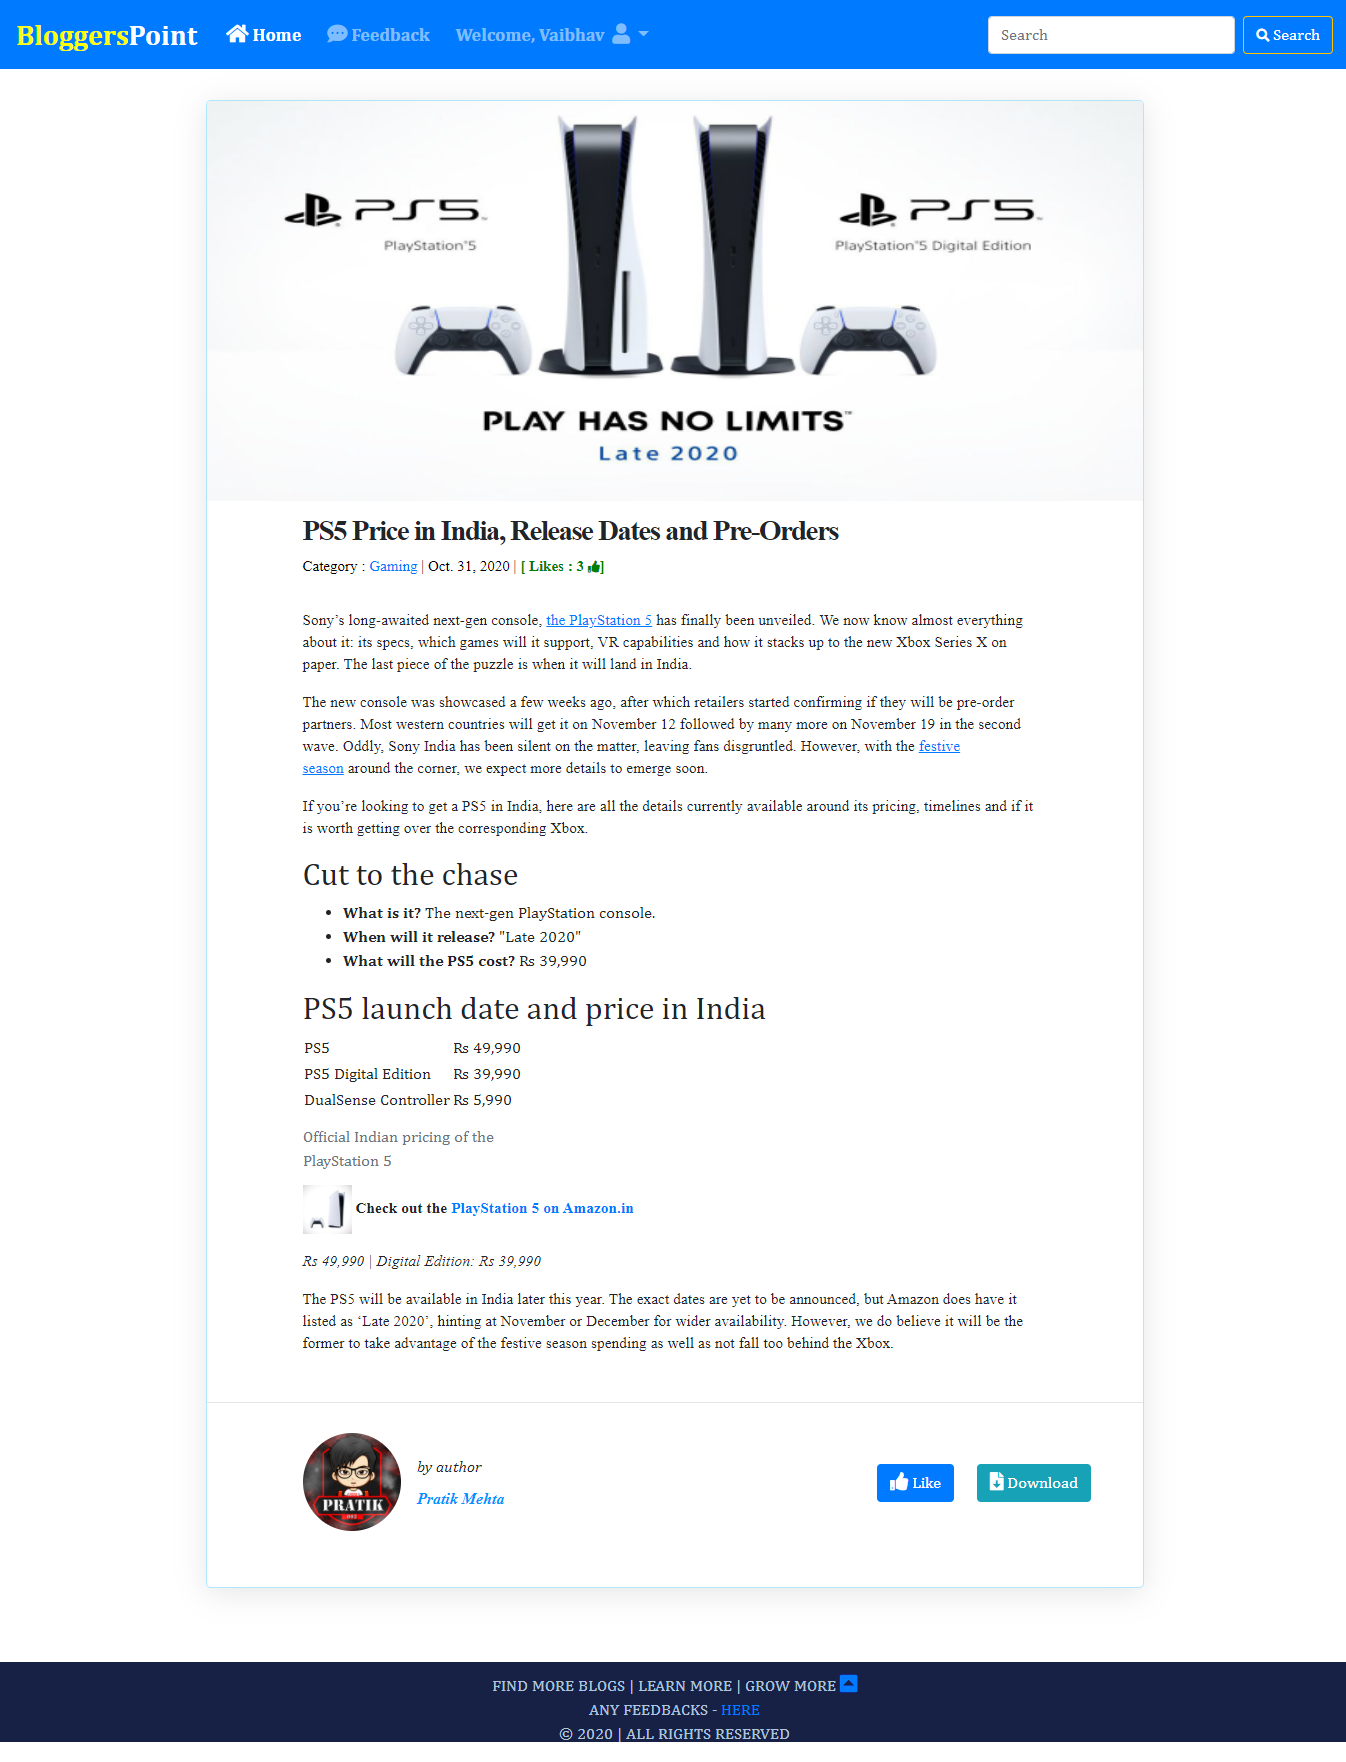 BloggersPoint Home Feedback Welcome, Vaibhav Search Search
PS5™ PS5™
PlayStation®5 PlayStation®5 Digital Edition
PLAY HAS NO LIMITS™
Late 2020
PS5 Price in India, Release Dates and Pre-Orders
Category : Gaming | Oct. 31, 2020 | [ Likes : 3 ]
Sony’s long-awaited next-gen console, the PlayStation 5 has finally been unveiled. We now know almost everything
about it: its specs, which games will it support, VR capabilities and how it stacks up to the new Xbox Series X on
paper. The last piece of the puzzle is when it will land in India.
The new console was showcased a few weeks ago, after which retailers started confirming if they will be pre-order
partners. Most western countries will get it on November 12 followed by many more on November 19 in the second
wave. Oddly, Sony India has been silent on the matter, leaving fans disgruntled. However, with the festive
season around the corner, we expect more details to emerge soon.
If you’re looking to get a PS5 in India, here are all the details currently available around its pricing, timelines and if it
is worth getting over the corresponding Xbox.
Cut to the chase
• What is it? The next-gen PlayStation console.
• When will it release? "Late 2020"
• What will the PS5 cost? Rs 39,990
PS5 launch date and price in India
PS5 Rs 49,990
PS5 Digital Edition Rs 39,990
DualSense Controller Rs 5,990
Official Indian pricing of the
PlayStation 5
Check out the PlayStation 5 on Amazon.in
Rs 49,990 | Digital Edition: Rs 39,990
The PS5 will be available in India later this year. The exact dates are yet to be announced, but Amazon does have it
listed as ‘Late 2020’, hinting at November or December for wider availability. However, we do believe it will be the
former to take advantage of the festive season spending as well as not fall too behind the Xbox.
PRATIK
by author
Pratik Mehta
Like Download
FIND MORE BLOGS | LEARN MORE | GROW MORE
ANY FEEDBACKS - HERE
© 2020 | ALL RIGHTS RESERVED